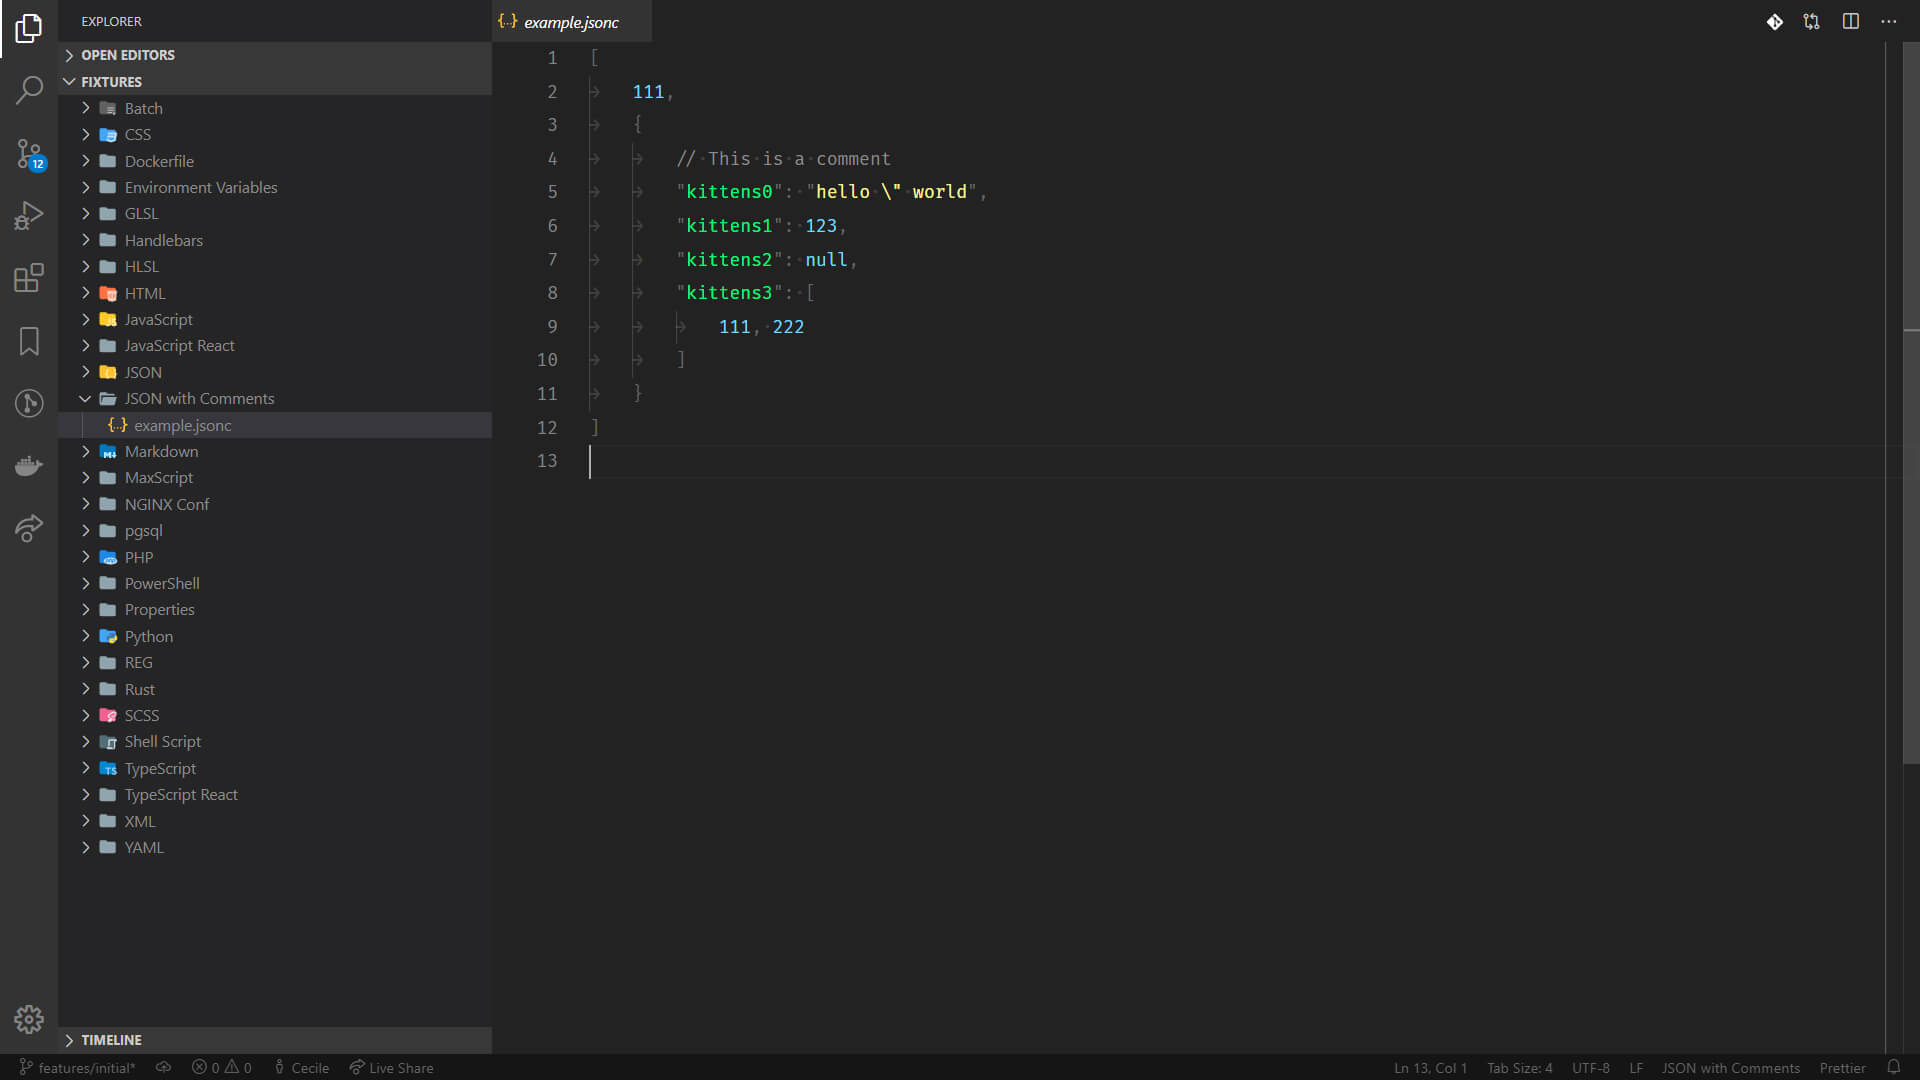 EXPLORER
OPEN EDITORS
FIXTURES
Batch
CSS
Dockerfile
Environment Variables
GLSL
Handlebars
HLSL
HTML
JavaScript
JavaScript React
JSON
JSON with Comments
{..} example.jsonc
Markdown
MaxScript
NGINX Conf
pgsql
PHP
PowerShell
Properties
Python
REG
Rust
SCSS
Shell Script
TypeScript
TypeScript React
XML
YAML
TIMELINE
12
{..} example.jsonc
1 [
2 111,
3 {
4 // This is a comment
5 "kittens0": "hello \" world",
6 "kittens1": 123,
7 "kittens2": null,
8 "kittens3": [
9 111, 222
10 ]
11 }
12 ]
13
features/initial* 0 0 Cecile Live Share Ln 13, Col 1 Tab Size: 4 UTF-8 LF JSON with Comments Prettier